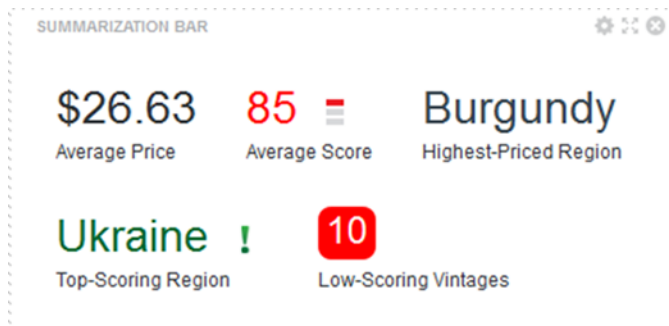 SUMMARIZATION BAR
$26.63 85 Burgundy
Average Price Average Score Highest-Priced Region
Ukraine !
10
Top-Scoring Region Low-Scoring Vintages